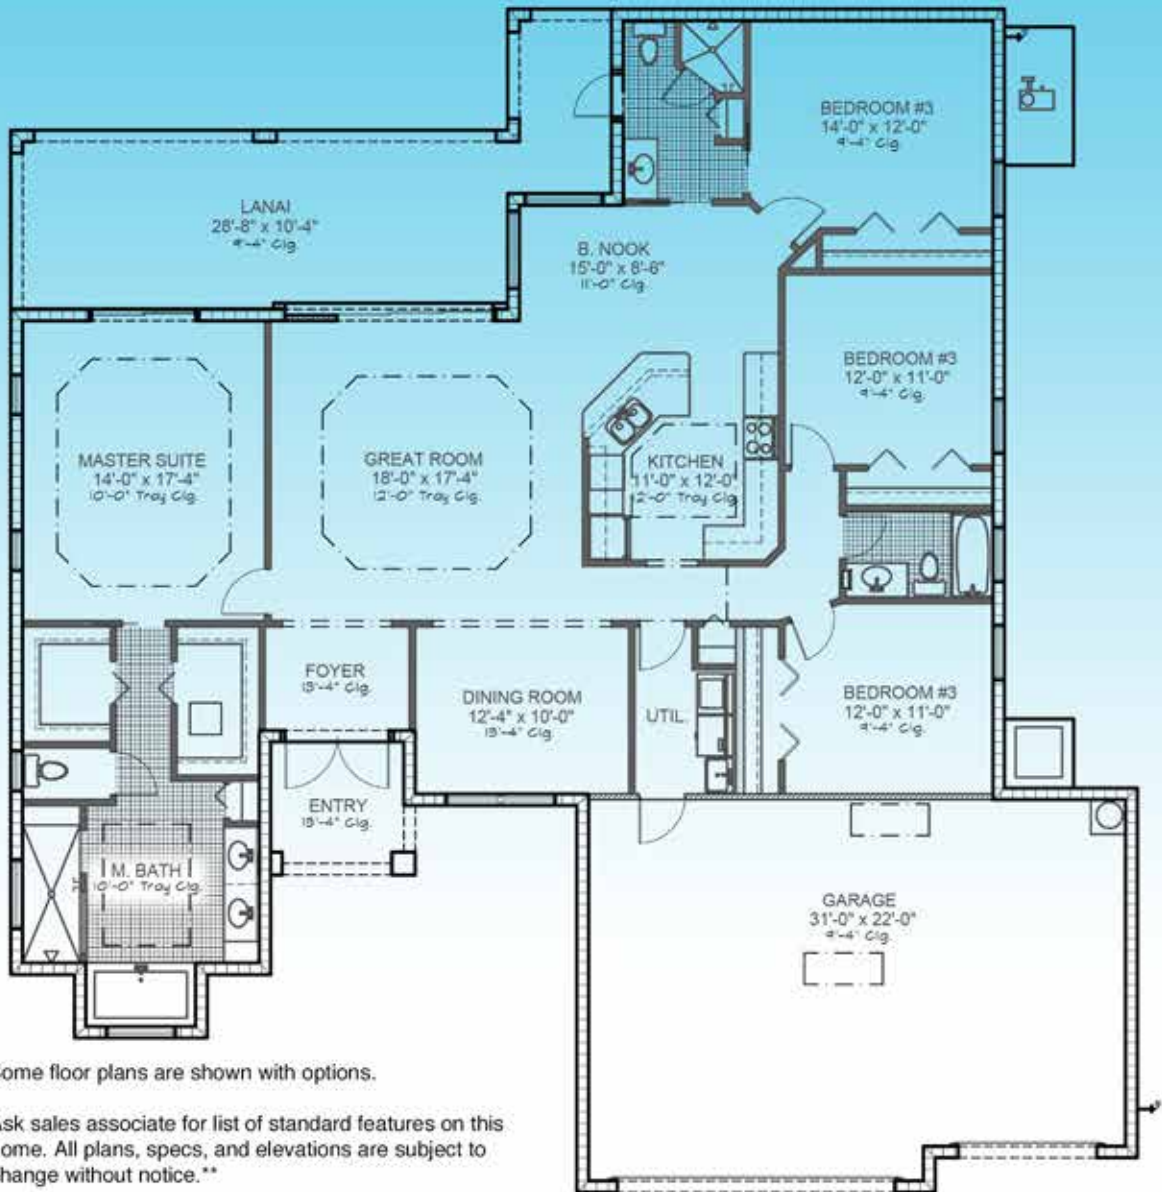 BEDROOM #3
14'-0" x 12'-0"
9'-4" Clg.
LANAI
28'-8" x 10'-4"
9'-4" Clg.
B. NOOK
15'-0" x 8'-6"
11'-0" Clg.
BEDROOM #3
12'-0" x 11'-0"
9'-4" Clg.
MASTER SUITE
14'-0" x 17'-4"
10'-0" Tray Clg.
GREAT ROOM
18'-0" x 17'-4"
12'-0" Tray Clg.
KITCHEN
11'-0" x 12'-0"
12'-0" Tray Clg.
FOYER
13'-4" Clg.
DINING ROOM
12'-4" x 10'-0"
13'-4" Clg.
UTIL.
BEDROOM #3
12'-0" x 11'-0"
9'-4" Clg.
ENTRY
13'-4" Clg.
M. BATH
10'-0" Tray Clg.
GARAGE
31'-0" x 22'-0"
9'-4" Clg.
ome floor plans are shown with options.
sk sales associate for list of standard features on this
ome. All plans, specs, and elevations are subject to
hange without notice.**